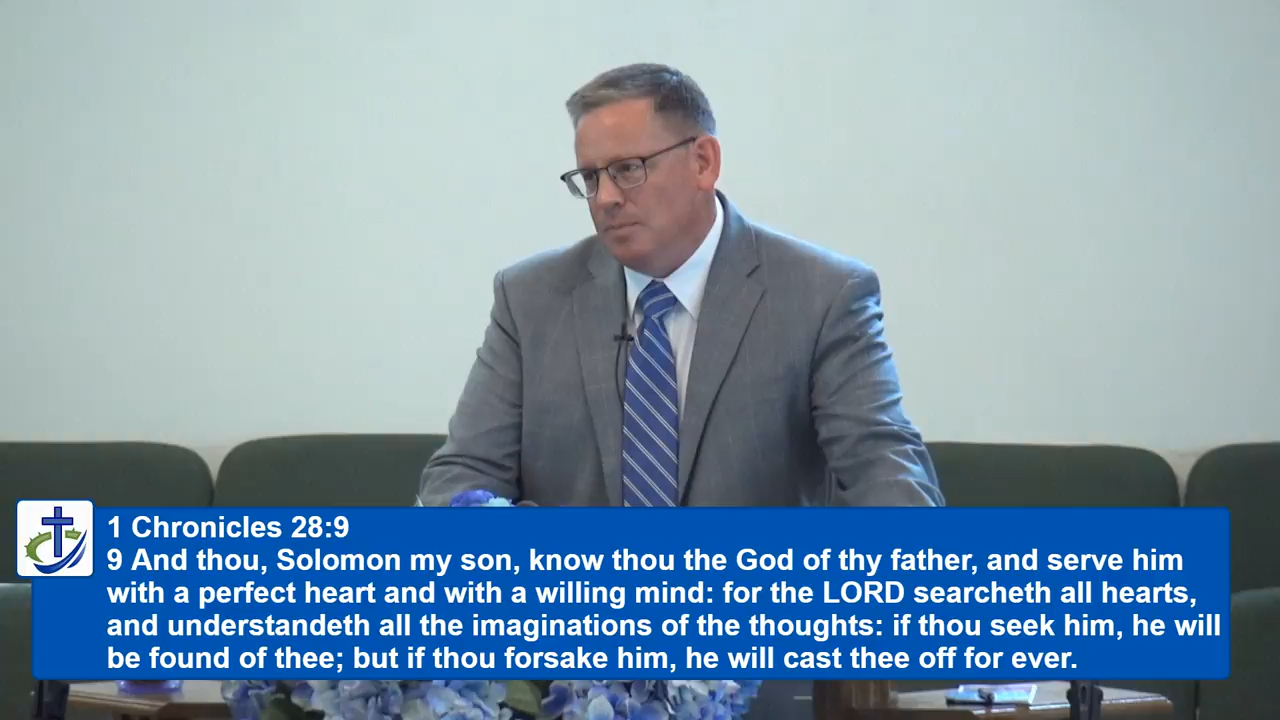 1 Chronicles 28:9
9 And thou, Solomon my son, know thou the God of thy father, and serve him
with a perfect heart and with a willing mind: for the LORD searcheth all hearts,
and understandeth all the imaginations of the thoughts: if thou seek him, he will
be found of thee; but if thou forsake him, he will cast thee off for ever.